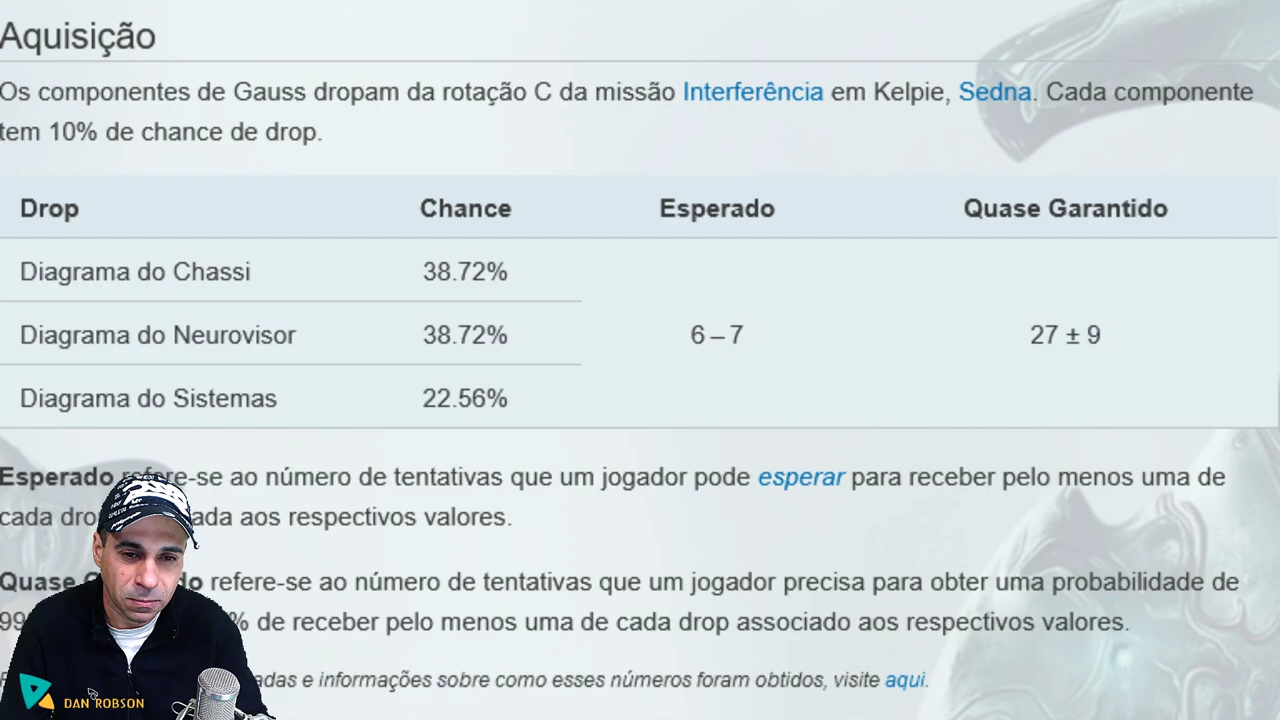 Aquisição
Os componentes de Gauss dropam da rotação C da missão Interferência em Kelpie, Sedna. Cada componente
tem 10% de chance de drop.
Drop Chance Esperado Quase Garantido
Diagrama do Chassi 38.72%
Diagrama do Neurovisor 38.72% 6 – 7 27 ± 9
Diagrama do Sistemas 22.56%
Esperado refere-se ao número de tentativas que um jogador pode esperar para receber pelo menos uma de
cada aos respectivos valores.
Quase refere-se ao número de tentativas que um jogador precisa para obter uma probabilidade de
% de receber pelo menos uma de cada drop associado aos respectivos valores.
e informações sobre como esses números foram obtidos, visite aqui.
DAN ROBSON